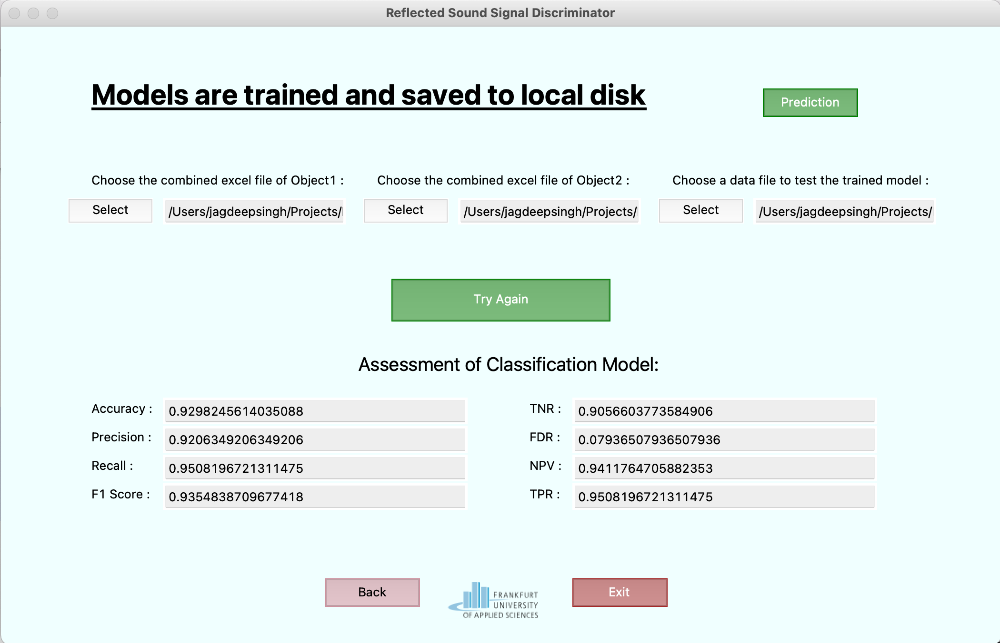 Reflected Sound Signal Discriminator
Models are trained and saved to local disk
Prediction
Choose the combined excel file of Object1 :
Choose the combined excel file of Object2 :
Choose a data file to test the trained model :
Select
/Users/jagdeepsingh/Projects/
Select
/Users/jagdeepsingh/Projects/
Select
/Users/jagdeepsingh/Projects/
Try Again
Assessment of Classification Model:
Accuracy : 0.9298245614035088
TNR : 0.9056603773584906
Precision : 0.9206349206349206
FDR : 0.07936507936507936
Recall : 0.9508196721311475
NPV : 0.9411764705882353
F1 Score : 0.9354838709677418
TPR : 0.9508196721311475
Back
FRANKFURT
UNIVERSITY
OF APPLIED SCIENCES
Exit